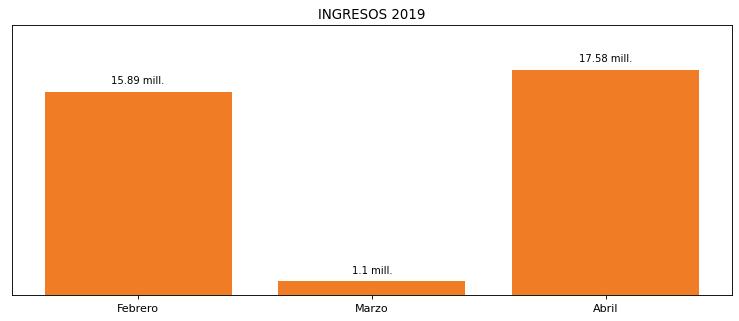 INGRESOS 2019
17.58 mill.
15.89 mill.
1.1 mill.
Febrero Marzo Abril